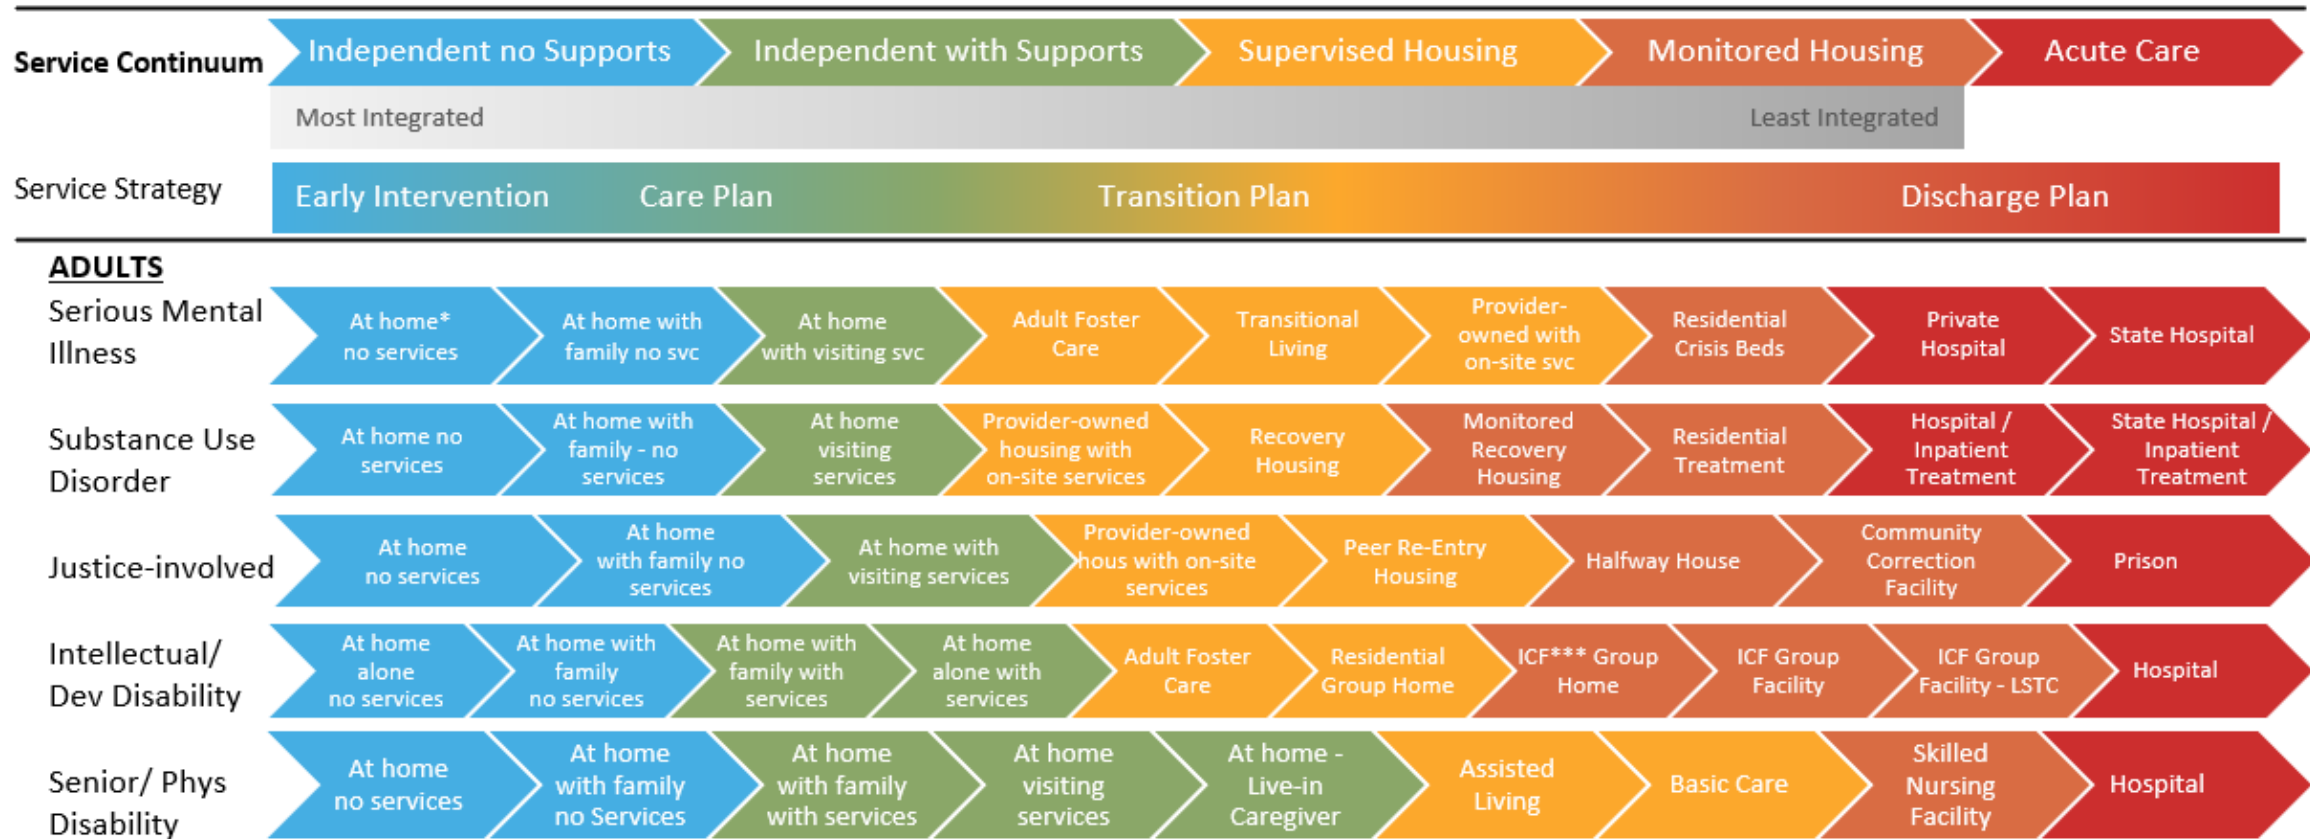 Service Continuum
Independent no Supports
Independent with Supports
Supervised Housing
Monitored Housing
Acute Care
Most Integrated
Least Integrated
Service Strategy
Early Intervention
Care Plan
Transition Plan
Discharge Plan
ADULTS
Serious Mental
Illness
At home*
no services
At home with
family no svc
At home
with visiting svc
Adult Foster
Care
Transitional
Living
Provider-
owned with
on-site svc
Residential
Crisis Beds
Private
Hospital
State Hospital
Substance Use
Disorder
At home no
services
At home with
family - no
services
At home
visiting
services
Provider-owned
housing with
on-site services
Recovery
Housing
Monitored
Recovery
Housing
Residential
Treatment
Hospital /
Inpatient
Treatment
State Hospital /
Inpatient
Treatment
Justice-involved
At home
no services
At home
with family no
services
At home with
visiting services
Provider-owned
hous with on-site
services
Peer Re-Entry
Housing
Halfway House
Community
Correction
Facility
Prison
Intellectual/
Dev Disability
At home
alone
no services
At home with
family
no services
At home with
family with
services
At home
alone with
services
Adult Foster
Care
Residential
Group Home
ICF*** Group
Home
ICF Group
Facility
ICF Group
Facility - LSTC
Hospital
Senior/ Phys
Disability
At home
no services
At home
with family
no Services
At home
with family
with services
At home
visiting
services
At home -
Live-in
Caregiver
Assisted
Living
Basic Care
Skilled
Nursing
Facility
Hospital